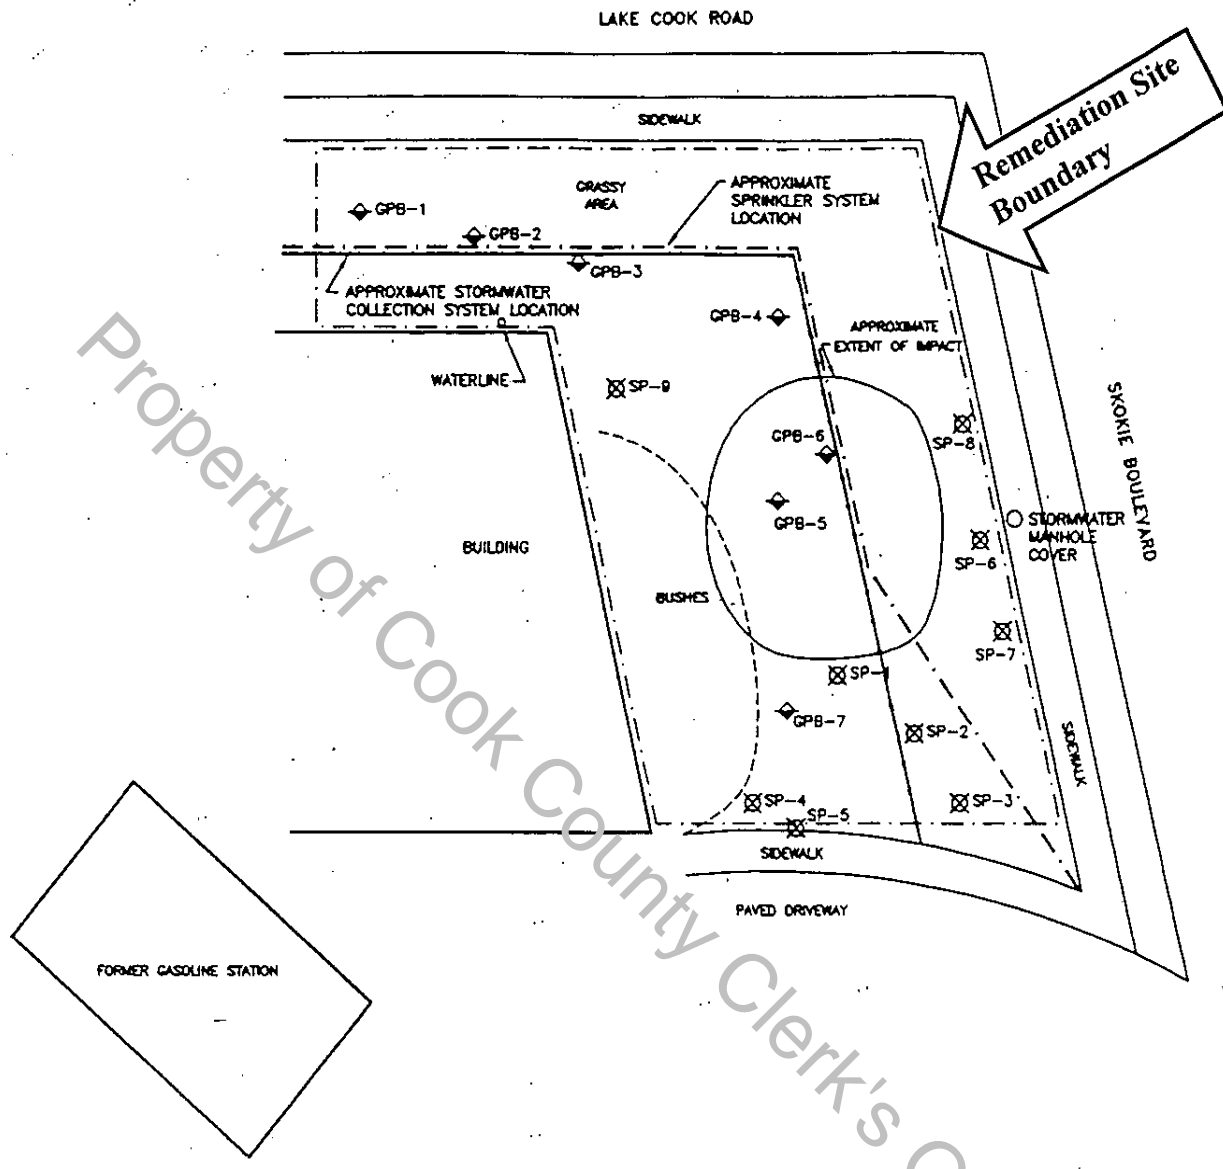 LAKE COOK ROAD
Remediation Site
Boundary
SIDEWALK
GRASSY
AREA
APPROXIMATE
SPRINKLER SYSTEM
LOCATION
GPB-1
GPB-2
GPB-3
APPROXIMATE STORMWATER
COLLECTION SYSTEM LOCATION
GPB-4
APPROXIMATE
EXTENT OF IMPACT
WATERLINE
SP-9
SKOKIE BOULEVARD
GPB-6
SP-8
GPB-5
STORMWATER
MANHOLE
COVER
BUILDING
SP-6
BUSHES
SP-7
SP-1
GPB-7
SP-2
SIDEWALK
SP-4
SP-3
SP-5
SIDEWALK
PAVED DRIVEWAY
FORMER GASOLINE STATION
Property of Cook County Clerk's